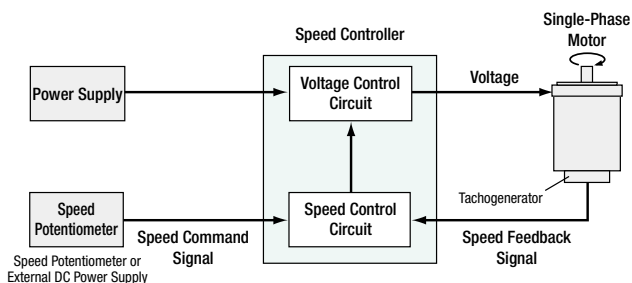 Single-Phase
Motor
Speed Controller
Power Supply
Voltage Control
Circuit
Voltage
Tachogenerator
Speed
Potentiometer
Speed Control
Circuit
Speed Command
Signal
Speed Feedback
Signal
Speed Potentiometer or
External DC Power Supply